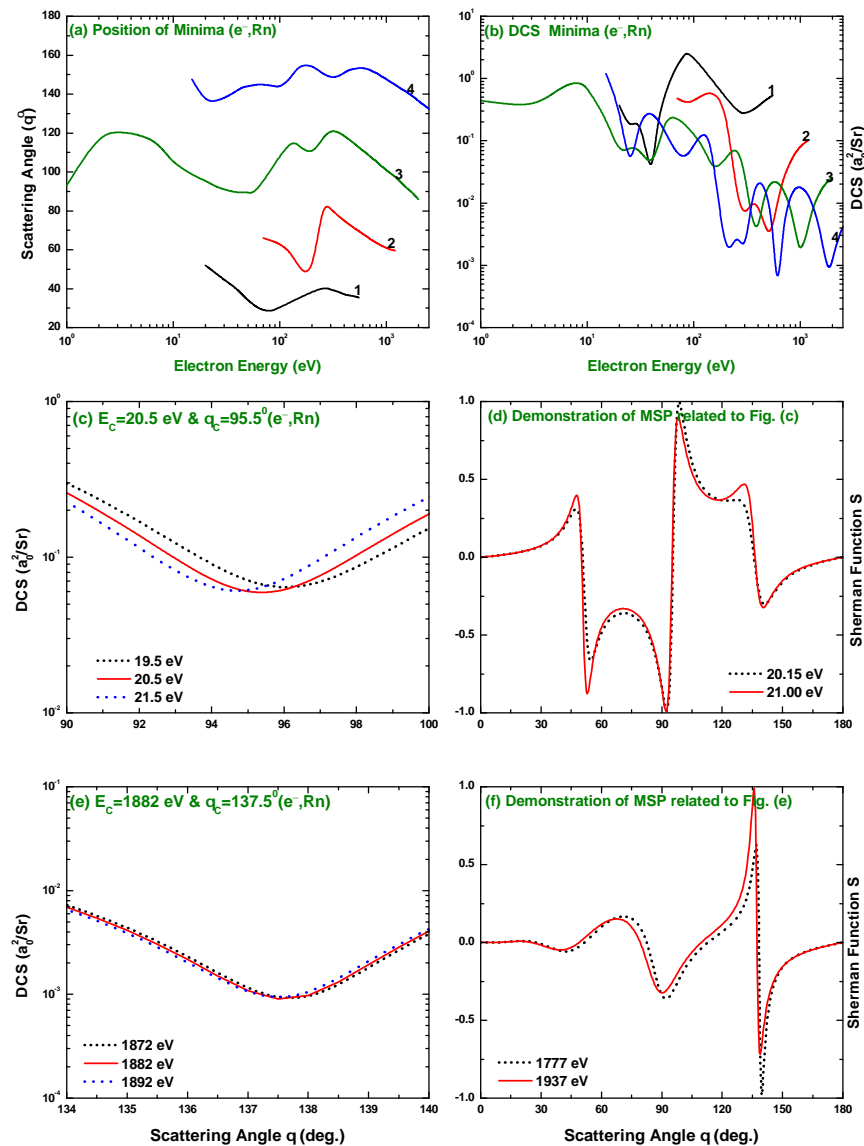 (a) Position of Minima (e⁻,Rn)
Scattering Angle (q⁰)
160
140
120
100
80
60
40
20
4
3
2
1
10⁰ 10¹ 10² 10³
Electron Energy (eV)
(b) DCS Minima (e⁻,Rn)
DCS (a₀²/Sr)
10¹
10⁰
10⁻¹
10⁻²
10⁻³
10⁻⁴
1
2
3
4
10⁰ 10¹ 10² 10³
Electron Energy (eV)
(c) E_C=20.5 eV & q_C=95.5⁰(e⁻,Rn)
DCS (a₀²/Sr)
10⁰
10⁻¹
10⁻²
19.5 eV
20.5 eV
21.5 eV
90 92 94 96 98 100
(d) Demonstration of MSP related to Fig. (c)
Sherman Function S
1.0
0.5
0.0
-0.5
-1.0
20.15 eV
21.00 eV
0 30 60 90 120 150 180
(e) E_C=1882 eV & q_C=137.5⁰(e⁻,Rn)
DCS (a₀²/Sr)
10⁻¹
10⁻²
10⁻³
10⁻⁴
1872 eV
1882 eV
1892 eV
134 135 136 137 138 139 140
Scattering Angle q (deg.)
(f) Demonstration of MSP related to Fig. (e)
Sherman Function S
1.0
0.5
0.0
-0.5
-1.0
1777 eV
1937 eV
0 30 60 90 120 150 180
Scattering Angle q (deg.)